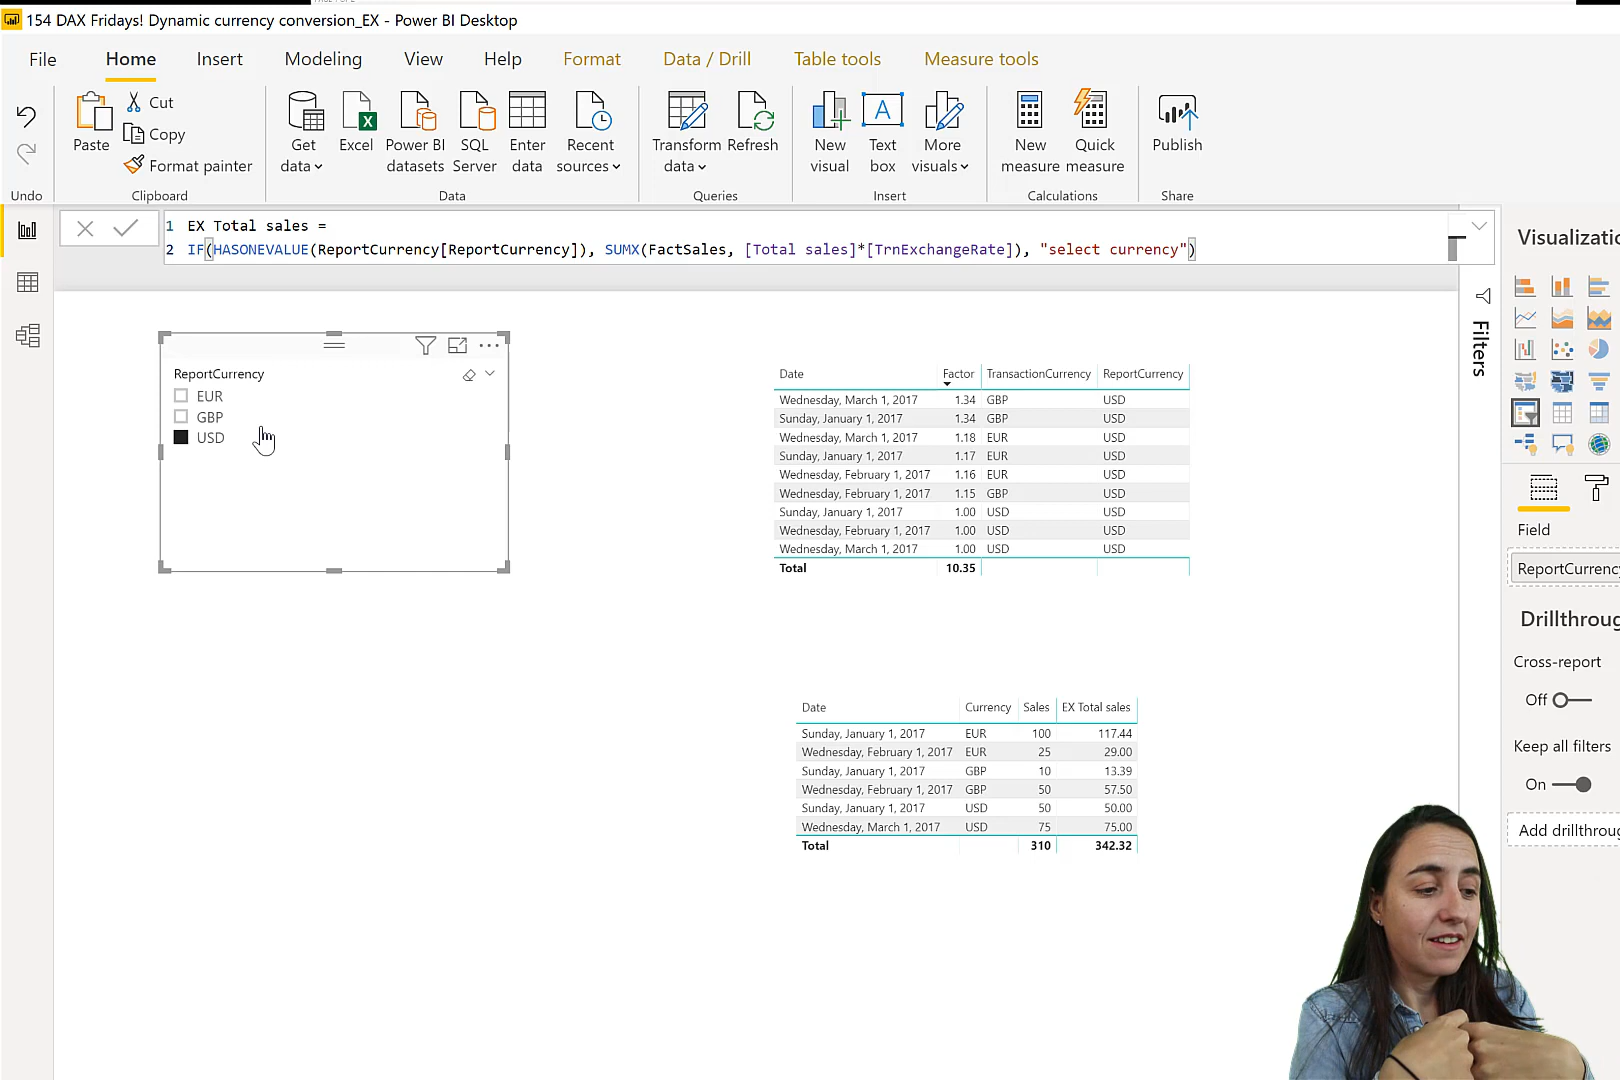 154 DAX Fridays! Dynamic currency conversion_EX - Power BI Desktop
File Home Insert Modeling View Help Format Data / Drill Table tools Measure tools
Paste
Cut
Copy
Format painter
Get data
Excel
Power BI datasets
SQL Server
Enter data
Recent sources
Transform data
Refresh
New visual
Text box
More visuals
New measure
Quick measure
Publish
Undo Clipboard Data Queries Insert Calculations Share
1 EX Total sales =
2 IF(HASONEVALUE(ReportCurrency[ReportCurrency]), SUMX(FactSales, [Total sales]*[TrnExchangeRate]), "select currency")
ReportCurrency
EUR
GBP
USD
Date Factor TransactionCurrency ReportCurrency
Wednesday, March 1, 2017 1.34 GBP USD
Sunday, January 1, 2017 1.34 GBP USD
Wednesday, March 1, 2017 1.18 EUR USD
Sunday, January 1, 2017 1.17 EUR USD
Wednesday, February 1, 2017 1.16 EUR USD
Wednesday, February 1, 2017 1.15 GBP USD
Sunday, January 1, 2017 1.00 USD USD
Wednesday, February 1, 2017 1.00 USD USD
Wednesday, March 1, 2017 1.00 USD USD
Total 10.35
Date Currency Sales EX Total sales
Sunday, January 1, 2017 EUR 100 117.44
Wednesday, February 1, 2017 EUR 25 29.00
Sunday, January 1, 2017 GBP 10 13.39
Wednesday, February 1, 2017 GBP 50 57.50
Sunday, January 1, 2017 USD 50 50.00
Wednesday, March 1, 2017 USD 75 75.00
Total 310 342.32
Filters
Visualizatio
Field
ReportCurrency
Drillthroug
Cross-report
Off
Keep all filters
On
Add drillthroug